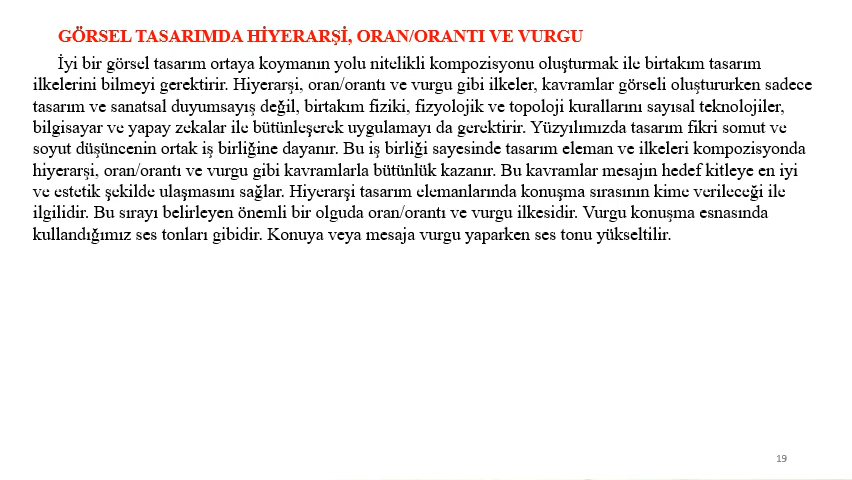 GÖRSEL TASARIMDA HİYERARŞİ, ORAN/ORANTI VE VURGU
İyi bir görsel tasarım ortaya koymanın yolu nitelikli kompozisyonu oluşturmak ile birtakım tasarım
ilkelerini bilmeyi gerektirir. Hiyerarşi, oran/orantı ve vurgu gibi ilkeler, kavramlar görseli oluştururken sadece
tasarım ve sanatsal duyumsayış değil, birtakım fiziki, fizyolojik ve topoloji kurallarını sayısal teknolojiler,
bilgisayar ve yapay zekalar ile bütünleşerek uygulamayı da gerektirir. Yüzyılımızda tasarım fikri somut ve
soyut düşüncenin ortak iş birliğine dayanır. Bu iş birliği sayesinde tasarım eleman ve ilkeleri kompozisyonda
hiyerarşi, oran/orantı ve vurgu gibi kavramlarla bütünlük kazanır. Bu kavramlar mesajın hedef kitleye en iyi
ve estetik şekilde ulaşmasını sağlar. Hiyerarşi tasarım elemanlarında konuşma sırasının kime verileceği ile
ilgilidir. Bu sırayı belirleyen önemli bir olguda oran/orantı ve vurgu ilkesidir. Vurgu konuşma esnasında
kullandığımız ses tonları gibidir. Konuya veya mesaja vurgu yaparken ses tonu yükseltilir.
19